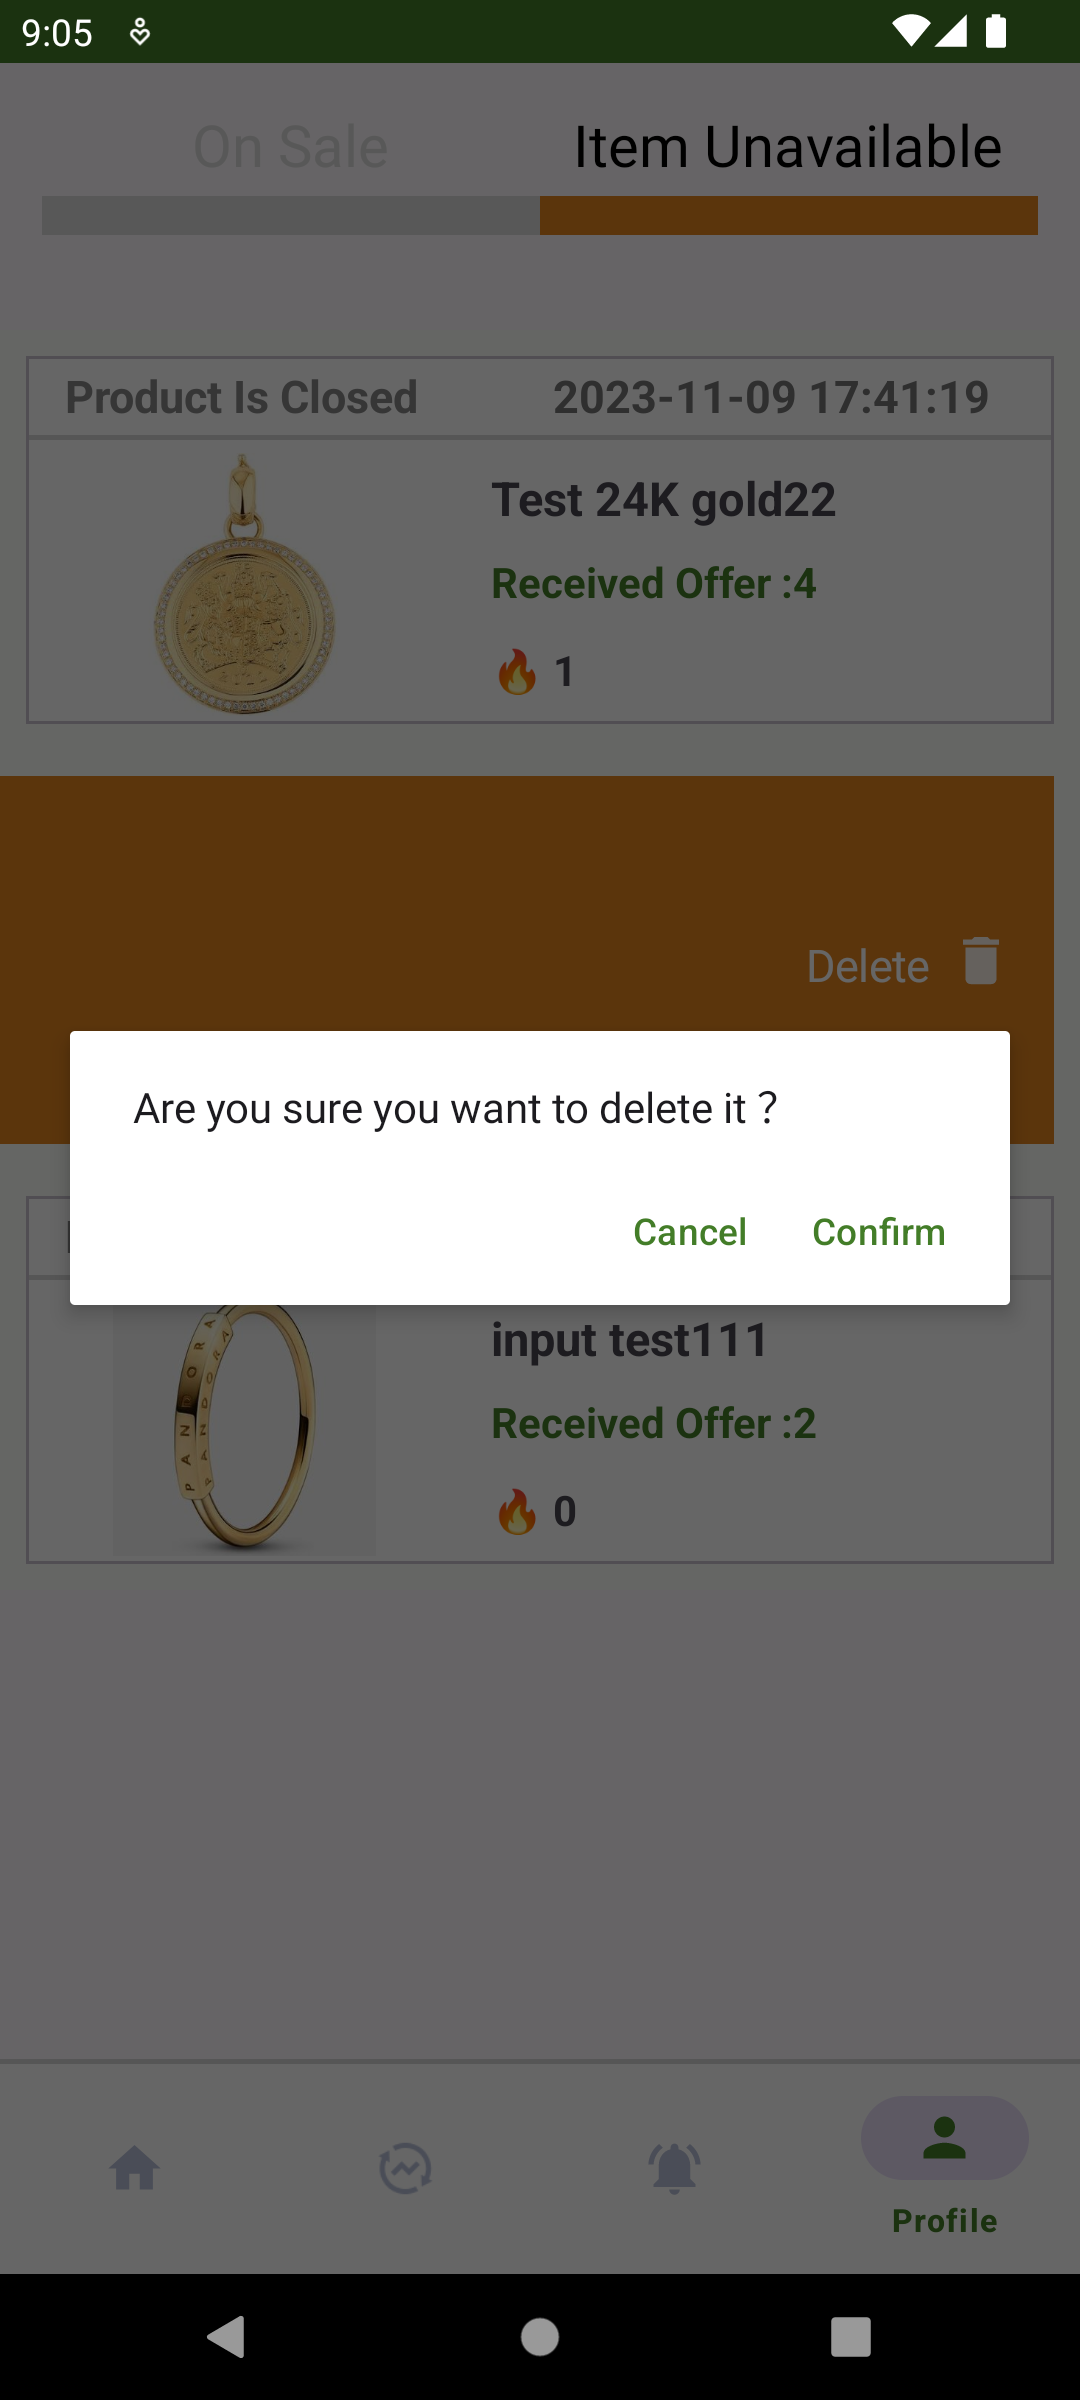 9:05
On Sale
Item Unavailable
Product Is Closed
2023-11-09 17:41:19
Test 24K gold22
Received Offer :4
🔥 1
Delete
Are you sure you want to delete it ?
Cancel
Confirm
PANDORA
PANDORA
input test111
Received Offer :2
🔥 0
Profile